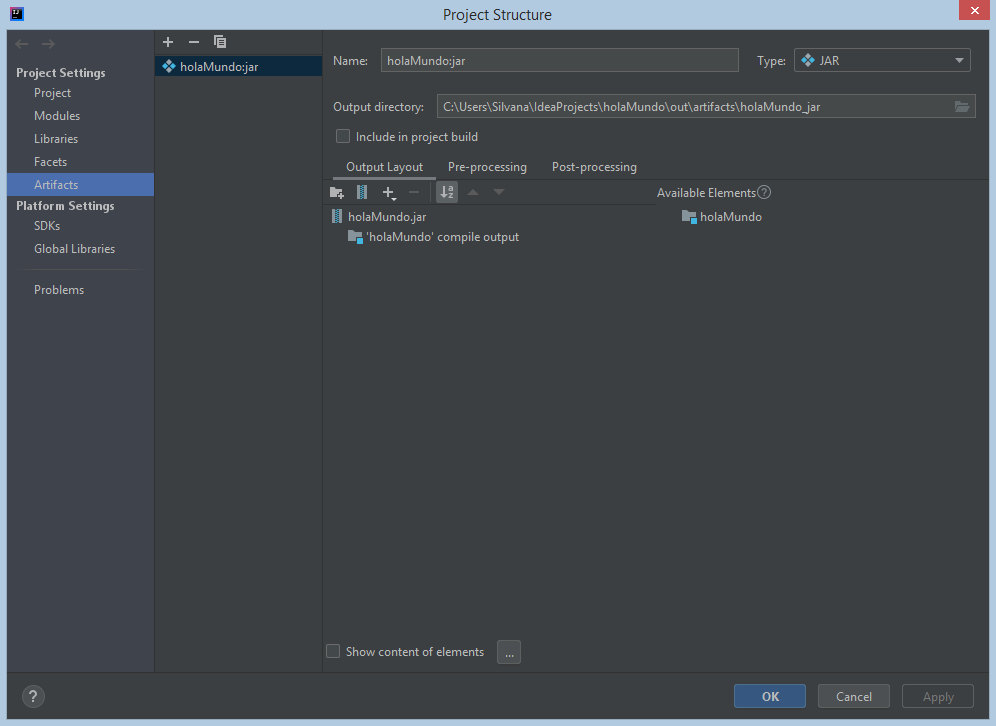 Project Structure
Project Settings
Project
Modules
Libraries
Facets
Artifacts
Platform Settings
SDKs
Global Libraries
Problems
holaMundo:jar
Name: holaMundo:jar Type: JAR
Output directory: C:\Users\Silvana\IdeaProjects\holaMundo\out\artifacts\holaMundo_jar
Include in project build
Output Layout Pre-processing Post-processing
Available Elements ?
holaMundo.jar
'holaMundo' compile output
holaMundo
Show content of elements ...
? OK Cancel Apply